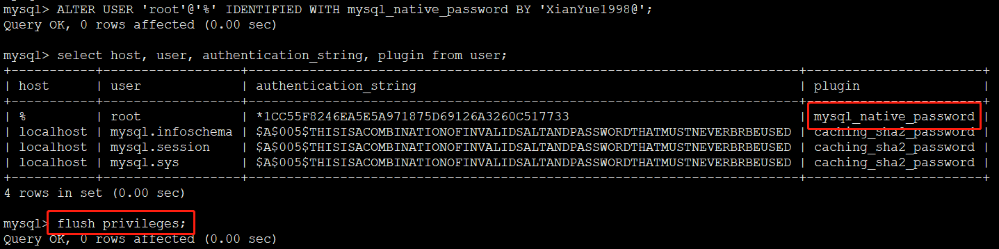 mysql> ALTER USER 'root'@'%' IDENTIFIED WITH mysql_native_password BY 'XianYue1998@';
Query OK, 0 rows affected (0.00 sec)
mysql> select host, user, authentication_string, plugin from user;
+-----------+------------------+------------------------------------------------------------------------+-----------------------+
| host      | user             | authentication_string                                                  | plugin                |
+-----------+------------------+------------------------------------------------------------------------+-----------------------+
| %         | root             | *1CC55F8246EA5E5A971875D69126A3260C517733                              | mysql_native_password |
| localhost | mysql.infoschema | $A$005$THISISACOMBINATIONOFINVALIDSALTANDPASSWORDTHATMUSTNEVERBRBEUSED | caching_sha2_password |
| localhost | mysql.session    | $A$005$THISISACOMBINATIONOFINVALIDSALTANDPASSWORDTHATMUSTNEVERBRBEUSED | caching_sha2_password |
| localhost | mysql.sys        | $A$005$THISISACOMBINATIONOFINVALIDSALTANDPASSWORDTHATMUSTNEVERBRBEUSED | caching_sha2_password |
+-----------+------------------+------------------------------------------------------------------------+-----------------------+
4 rows in set (0.00 sec)
mysql> flush privileges;
Query OK, 0 rows affected (0.00 sec)